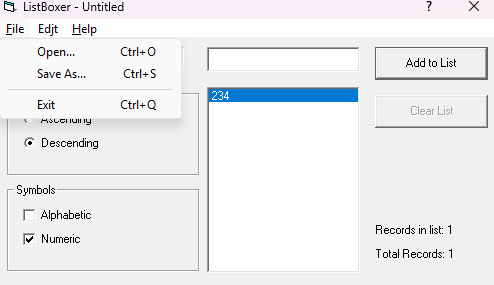 ListBoxer - Untitled
File Edit Help
Open... Ctrl+O
Save As... Ctrl+S
Exit Ctrl+Q
Add to List
234
Clear List
Ascending
Descending
Symbols
Alphabetic
Numeric
Records in list: 1
Total Records: 1